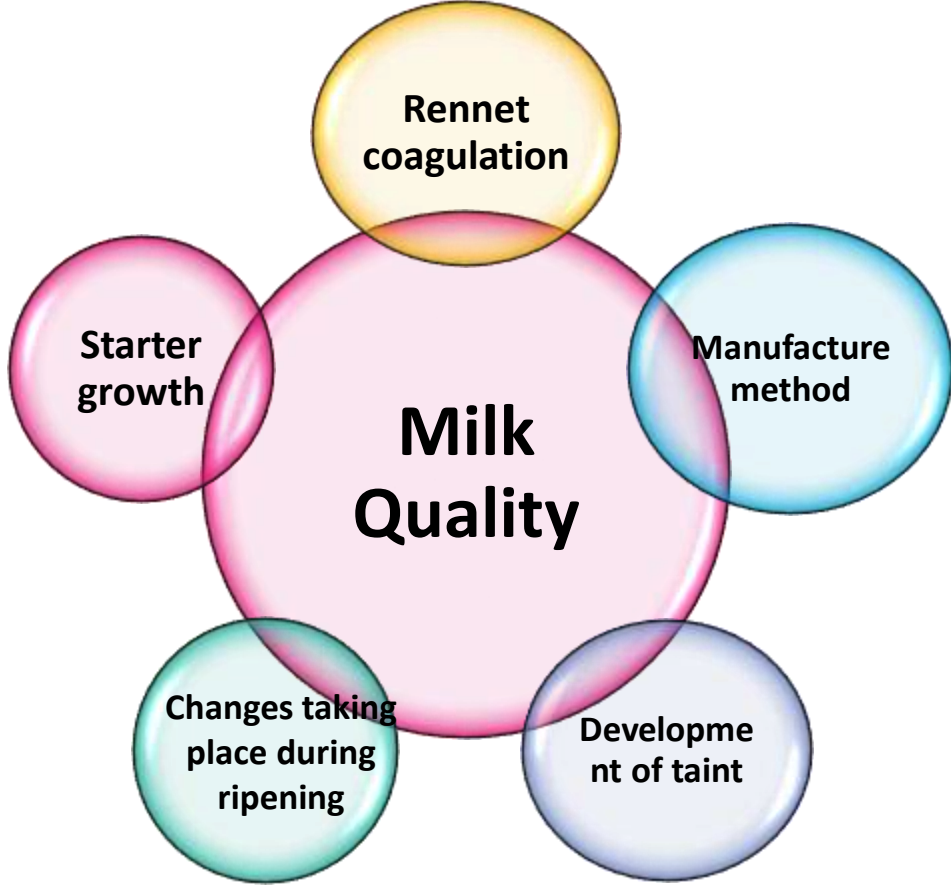 Rennet
coagulation
Starter
growth
Manufacture
method
Milk
Quality
Changes taking
place during
ripening
Developme
nt of taint